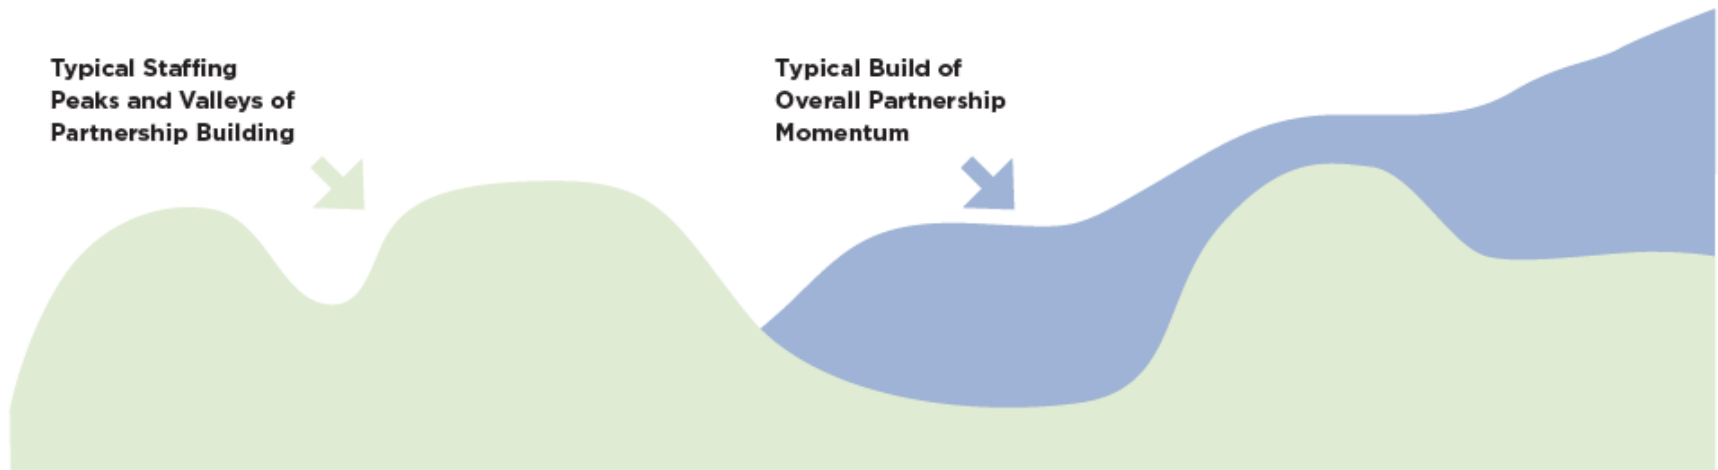 Typical Staffing
Peaks and Valleys of
Partnership Building
Typical Build of
Overall Partnership
Momentum